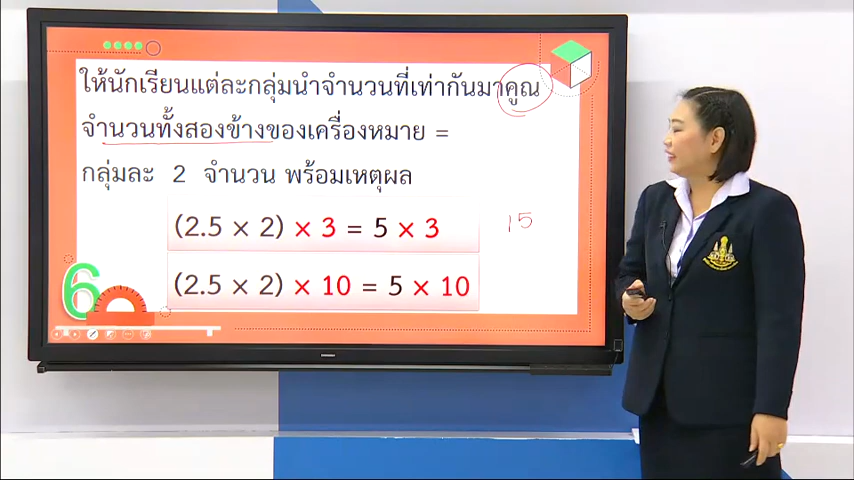 ให้นักเรียนแต่ละกลุ่มนำจำนวนที่เท่ากันมาคูณ
จำนวนทั้งสองข้างของเครื่องหมาย =
กลุ่มละ 2 จำนวน พร้อมเหตุผล
(2.5 × 2) × 3 = 5 × 3
15
(2.5 × 2) × 10 = 5 × 10
6